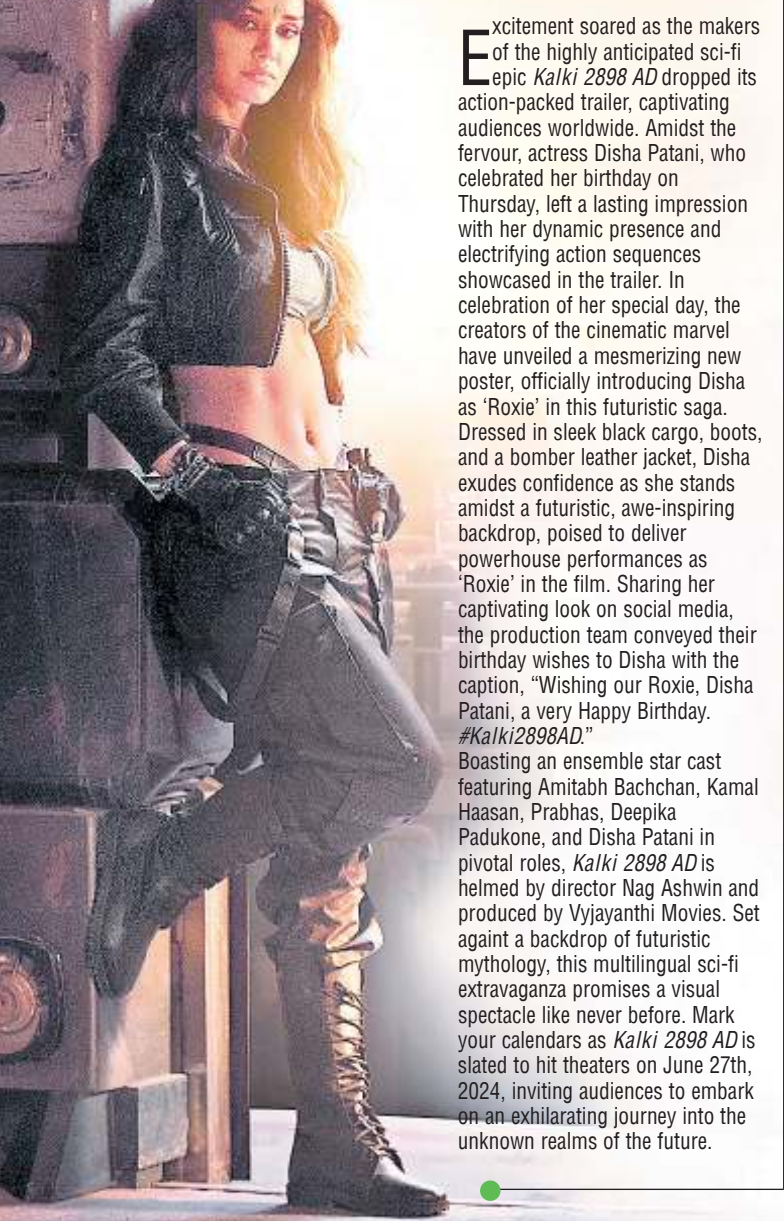 Excitement soared as the makers
of the highly anticipated sci-fi
epic Kalki 2898 AD dropped its
action-packed trailer, captivating
audiences worldwide. Amidst the
fervour, actress Disha Patani, who
celebrated her birthday on
Thursday, left a lasting impression
with her dynamic presence and
electrifying action sequences
showcased in the trailer. In
celebration of her special day, the
creators of the cinematic marvel
have unveiled a mesmerizing new
poster, officially introducing Disha
as ‘Roxie’ in this futuristic saga.
Dressed in sleek black cargo, boots,
and a bomber leather jacket, Disha
exudes confidence as she stands
amidst a futuristic, awe-inspiring
backdrop, poised to deliver
powerhouse performances as
‘Roxie’ in the film. Sharing her
captivating look on social media,
the production team conveyed their
birthday wishes to Disha with the
caption, “Wishing our Roxie, Disha
Patani, a very Happy Birthday.
#Kalki2898AD.”
Boasting an ensemble star cast
featuring Amitabh Bachchan, Kamal
Haasan, Prabhas, Deepika
Padukone, and Disha Patani in
pivotal roles, Kalki 2898 AD is
helmed by director Nag Ashwin and
produced by Vyjayanthi Movies. Set
againt a backdrop of futuristic
mythology, this multilingual sci-fi
extravaganza promises a visual
spectacle like never before. Mark
your calendars as Kalki 2898 AD is
slated to hit theaters on June 27th,
2024, inviting audiences to embark
on an exhilarating journey into the
unknown realms of the future.